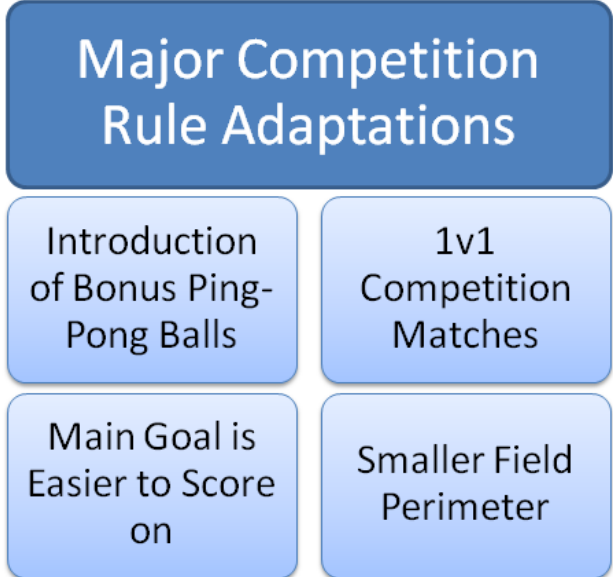 Major Competition
Rule Adaptations
Introduction
of Bonus Ping-
Pong Balls
1v1
Competition
Matches
Main Goal is
Easier to Score
on
Smaller Field
Perimeter